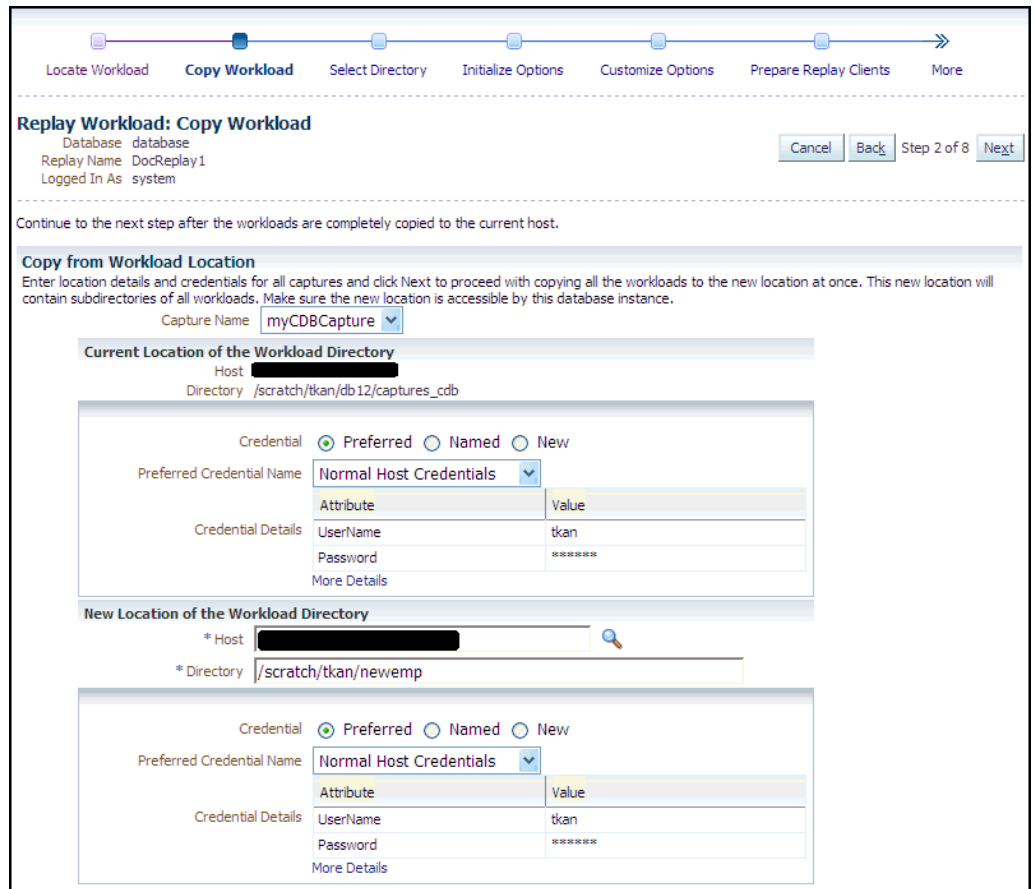 Locate Workload Copy Workload Select Directory Initialize Options Customize Options Prepare Replay Clients More
Replay Workload: Copy Workload
Database database
Replay Name DocReplay1
Logged In As system
Cancel Back Step 2 of 8 Next
Continue to the next step after the workloads are completely copied to the current host.
Copy from Workload Location
Enter location details and credentials for all captures and click Next to proceed with copying all the workloads to the new location at once. This new location will
contain subdirectories of all workloads. Make sure the new location is accessible by this database instance.
Capture Name myCDBCapture
Current Location of the Workload Directory
Host
Directory /scratch/tkan/db12/captures_cdb
Credential Preferred Named New
Preferred Credential Name Normal Host Credentials
Attribute Value
Credential Details UserName tkan
Password ******
More Details
New Location of the Workload Directory
* Host
* Directory /scratch/tkan/newemp
Credential Preferred Named New
Preferred Credential Name Normal Host Credentials
Attribute Value
Credential Details UserName tkan
Password ******
More Details